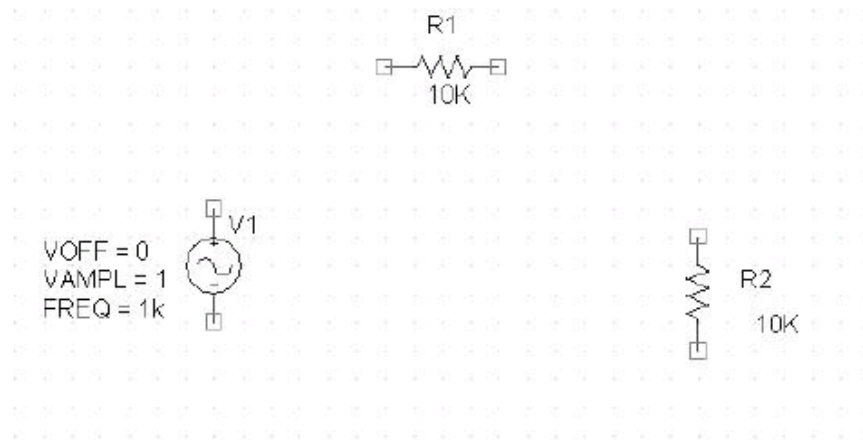 R1
10K
V1
VOFF = 0
VAMPL = 1
FREQ = 1k
R2
10K